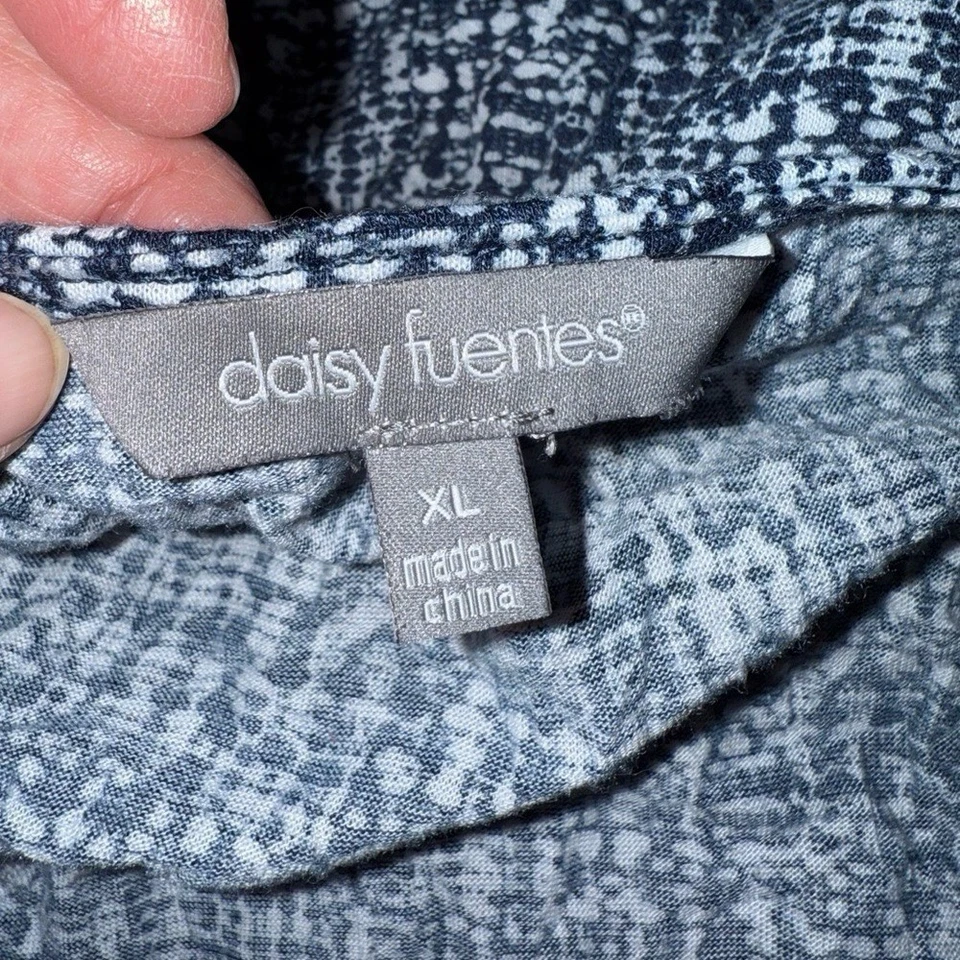 daisy fuentes®
XL
made in
china